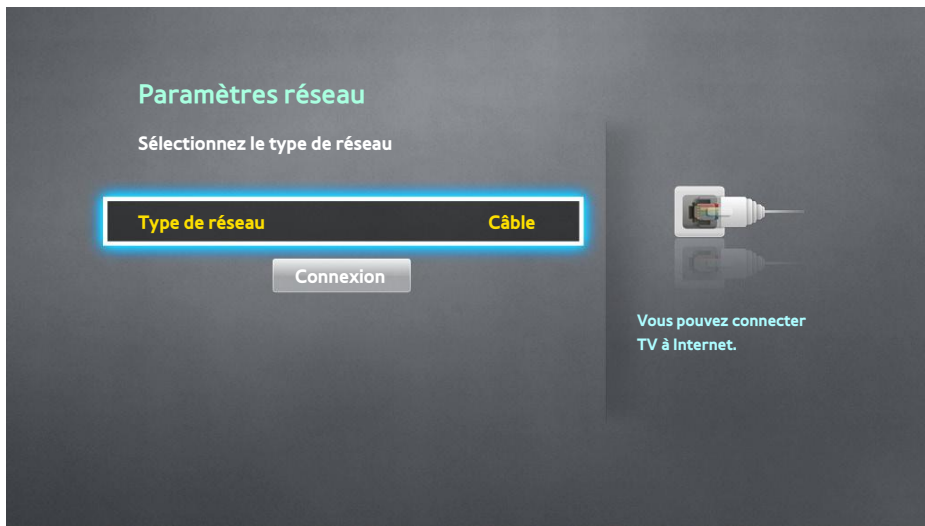 Paramètres réseau
Sélectionnez le type de réseau
Type de réseau Câble
Connexion
Vous pouvez connecter
TV à Internet.